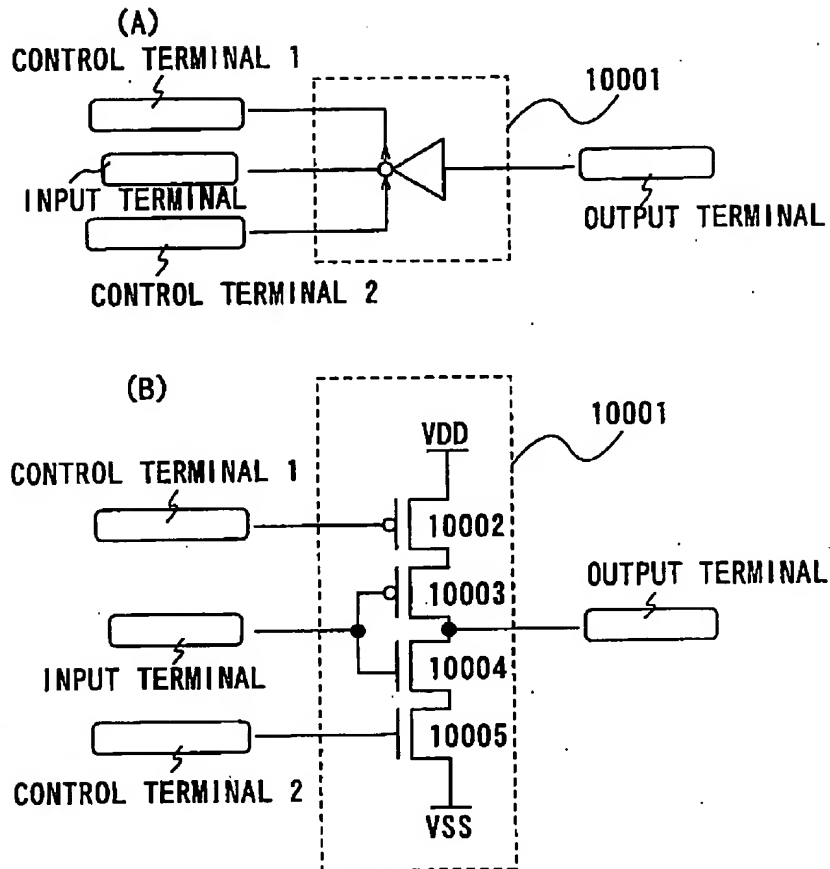 (A)
CONTROL TERMINAL 1
10001
INPUT TERMINAL
OUTPUT TERMINAL
CONTROL TERMINAL 2
(B)
10001
VDD
CONTROL TERMINAL 1
10002
OUTPUT TERMINAL
10003
10004
INPUT TERMINAL
10005
CONTROL TERMINAL 2
VSS